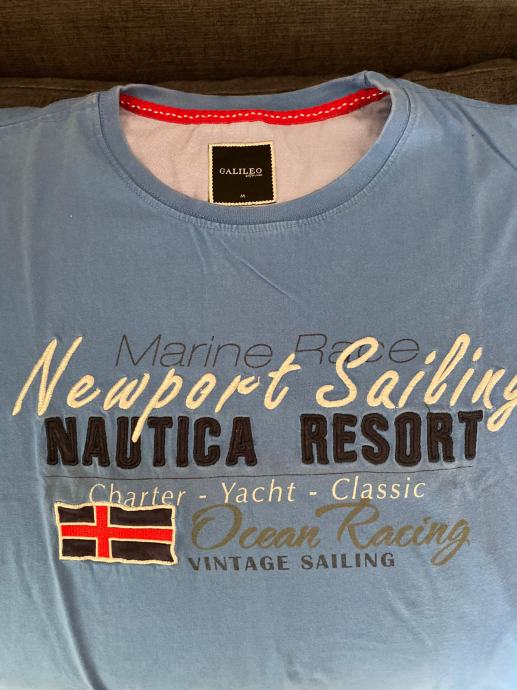 GALILEO
M
Marine Race
Newport Sailing
NAUTICA RESORT
Charter - Yacht - Classic
Ocean Racing
VINTAGE SAILING